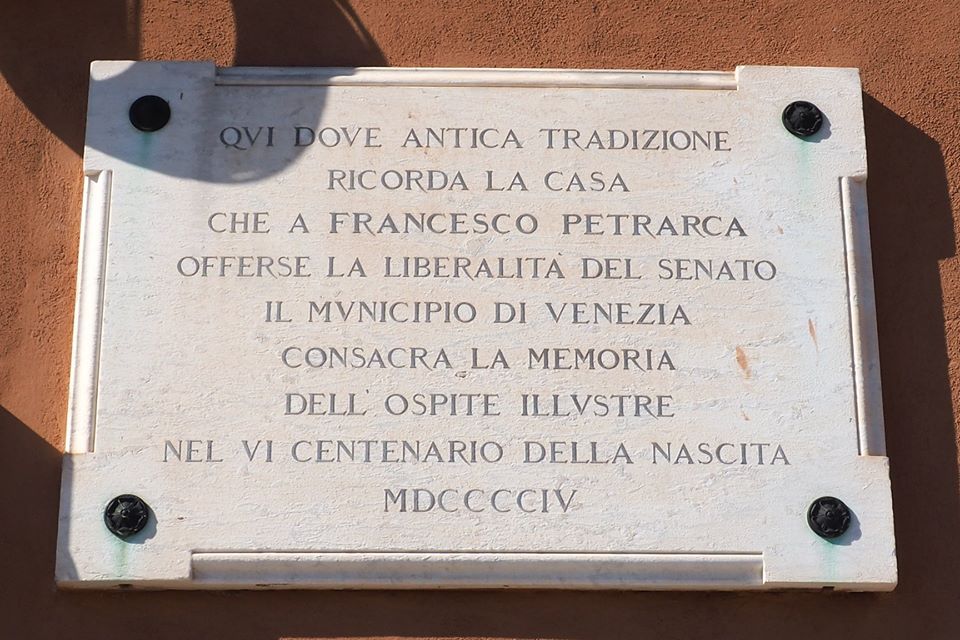 QVI DOVE ANTICA TRADIZIONE
RICORDA LA CASA
CHE A FRANCESCO PETRARCA
OFFERSE LA LIBERALITÀ DEL SENATO
IL MVNICIPIO DI VENEZIA
CONSACRA LA MEMORIA
DELL' OSPITE ILLVSTRE
NEL VI CENTENARIO DELLA NASCITA
MDCCCCIV